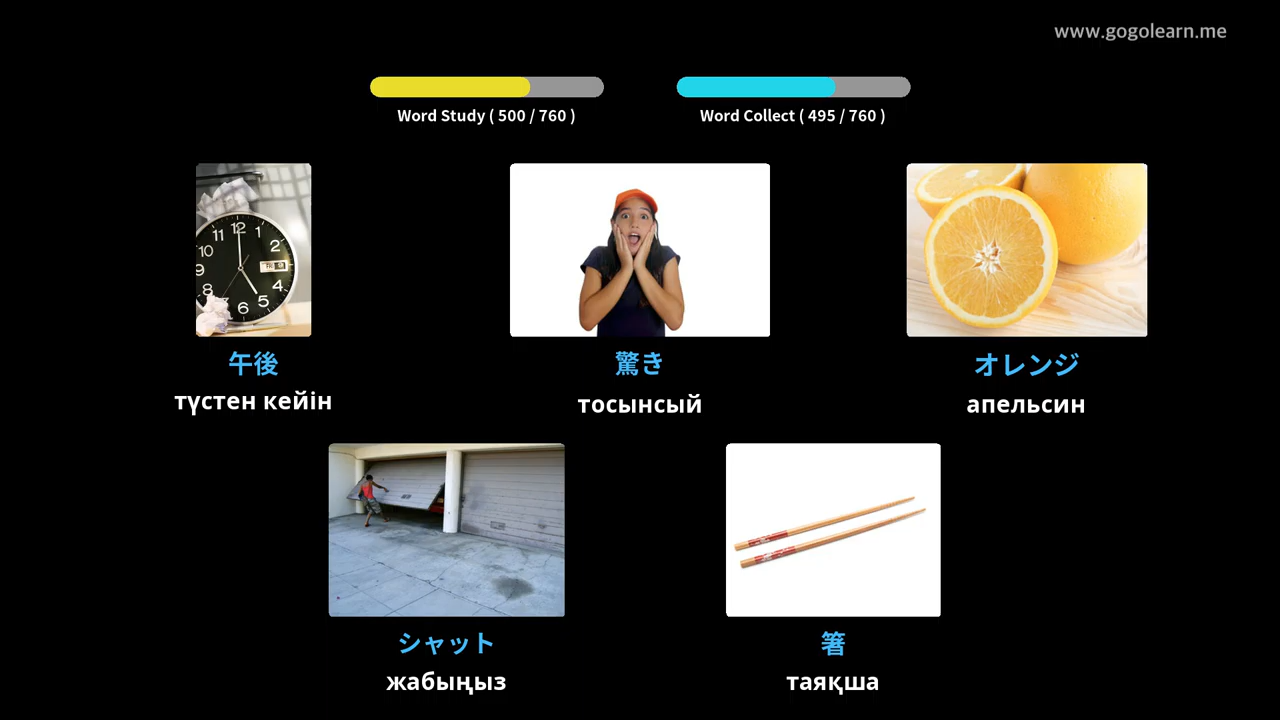 www.gogolearn.me
Word Study ( 500 / 760 )
Word Collect ( 495 / 760 )
午後
түстен кейін
驚き
тосынсый
オレンジ
апельсин
シャット
жабыңыз
箸
таяқша